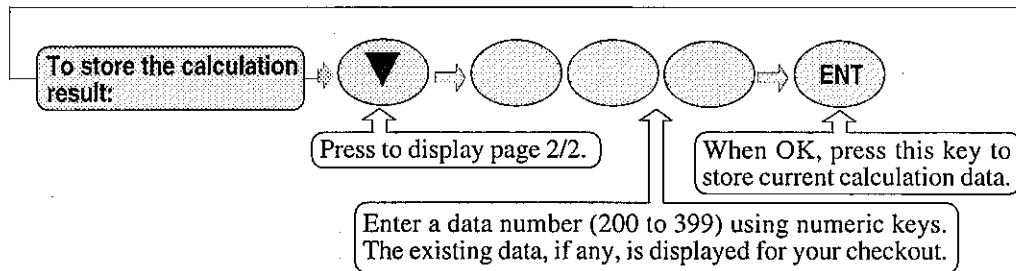 To store the calculation
result:
▼
ENT
Press to display page 2/2.
When OK, press this key to
store current calculation data.
Enter a data number (200 to 399) using numeric keys.
The existing data, if any, is displayed for your checkout.